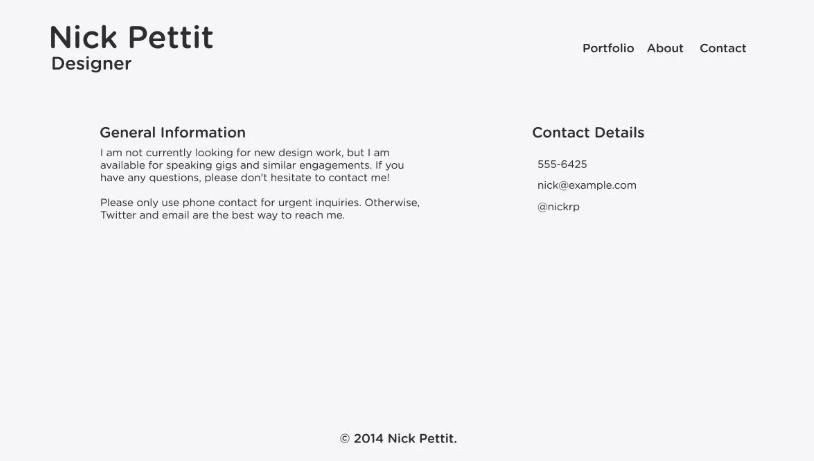 Nick Pettit
Designer
Portfolio About Contact
General Information
I am not currently looking for new design work, but I am
available for speaking gigs and similar engagements. If you
have any questions, please don't hesitate to contact me!
Please only use phone contact for urgent inquiries. Otherwise,
Twitter and email are the best way to reach me.
Contact Details
555-6425
nick@example.com
@nickrp
© 2014 Nick Pettit.